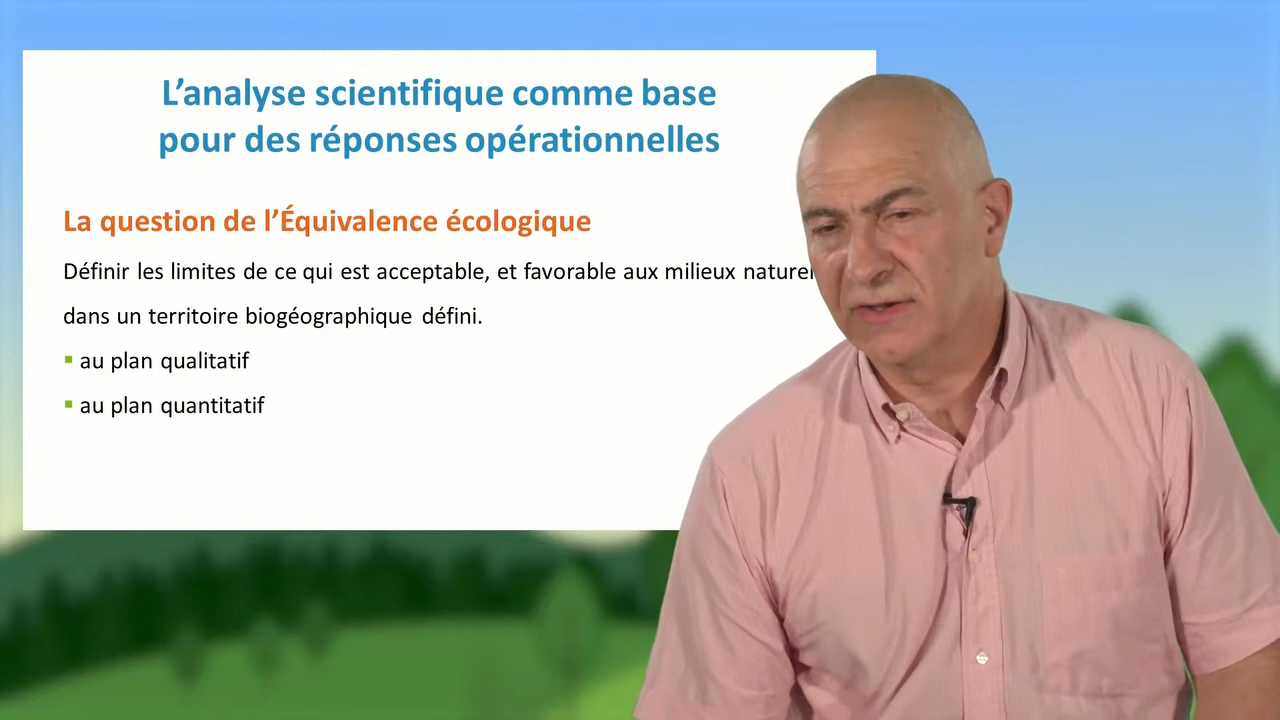 L'analyse scientifique comme base
pour des réponses opérationnelles
La question de l'Équivalence écologique
Définir les limites de ce qui est acceptable, et favorable aux milieux
dans un territoire biogéographique défini.
▪ au plan qualitatif
▪ au plan quantitatif